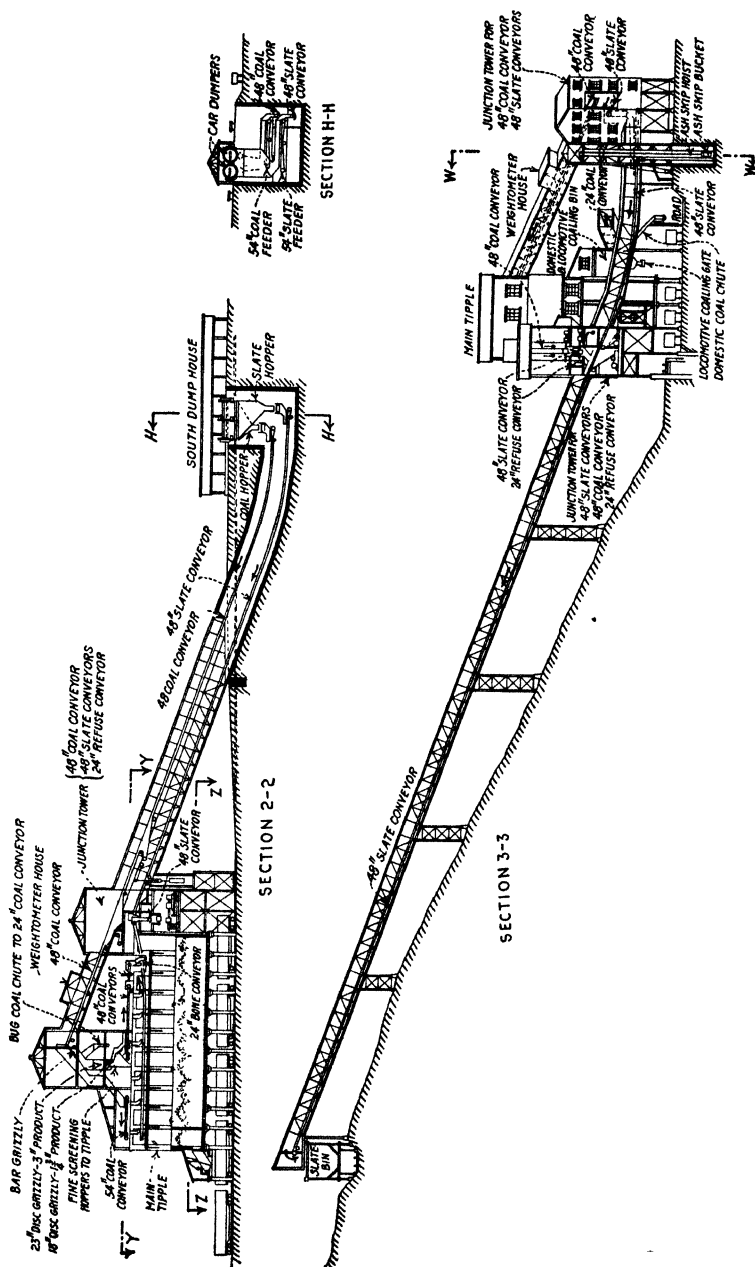 BAR GRIZZLY
23"DISC GRIZZLY-3" PRODUCT
18"DISC GRIZZLY-1¾" PRODUCT
FINE SCREENING
HOPPERS TO TIPPLE
54"COAL
CONVEYOR
MAIN
TIPPLE
Y
Z
BUG COAL CHUTE TO 24" COAL CONVEYOR
WEIGHTOMETER HOUSE
48"COAL CONVEYOR
48"COAL
CONVEYORS
24"BONE CONVEYOR
JUNCTION TOWER
48"COAL CONVEYOR
48"SLATE CONVEYORS
24" REFUSE CONVEYOR
Y
Z
48"SLATE
CONVEYOR
48"SLATE CONVEYOR
48COAL CONVEYOR
SOUTH DUMP HOUSE
H
H
SLATE
HOPPER
COAL HOPPER
SECTION 2-2
CAR DUMPERS
48"COAL
CONVEYOR
48"SLATE
CONVEYOR
54"COAL
FEEDER
54"SLATE
FEEDER
SECTION H-H
SLATE
BIN
48" SLATE CONVEYOR
SECTION 3-3
MAIN TIPPLE
48"SLATE CONVEYOR
24"REFUSE CONVEYOR
JUNCTION TOWER FOR
48"SLATE CONVEYORS
48"COAL CONVEYOR
24"REFUSE CONVEYOR
48"COAL CONVEYOR
WEIGHTOMETER
HOUSE
DOMESTIC
LOCOMOTIVE
COALING BIN
24"COAL
CONVEYOR
JUNCTION TOWER FOR
48"COAL CONVEYOR
48"SLATE CONVEYORS
48"COAL
CONVEYOR
48"SLATE
CONVEYOR
W
W
ASH SKIP HOIST
ASH SKIP BUCKET
ROAD
48"SLATE
CONVEYOR
LOCOMOTIVE COALING GATE
DOMESTIC COAL CHUTE